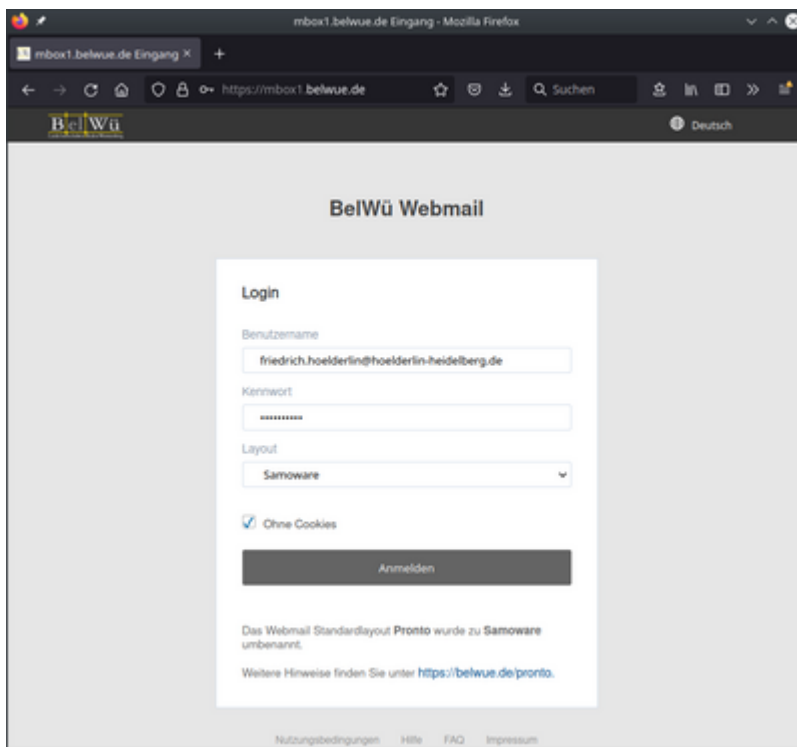 mbox1.belwue.de Eingang - Mozilla Firefox
mbox1.belwue.de Eingang
https://mbox1.belwue.de
Suchen
BelWü
Deutsch
BelWü Webmail
Login
Benutzername
friedrich.hoelderlin@hoelderlin-heidelberg.de
Kennwort
Layout
Samoware
Ohne Cookies
Anmelden
Das Webmail Standardlayout Pronto wurde zu Samoware
umbenannt.
Weitere Hinweise finden Sie unter https://belwue.de/pronto.
Nutzungsbedingungen Hilfe FAQ Impressum